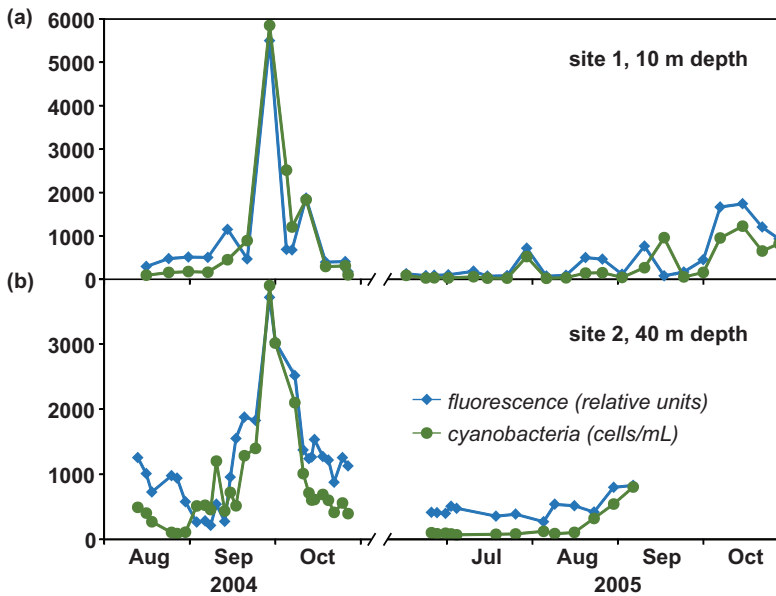 (a)
6000
5000
4000
3000
2000
1000
0
site 1, 10 m depth
(b)
3000
2000
1000
0
site 2, 40 m depth
fluorescence (relative units)
cyanobacteria (cells/mL)
Aug Sep Oct Jul Aug Sep Oct
2004 2005